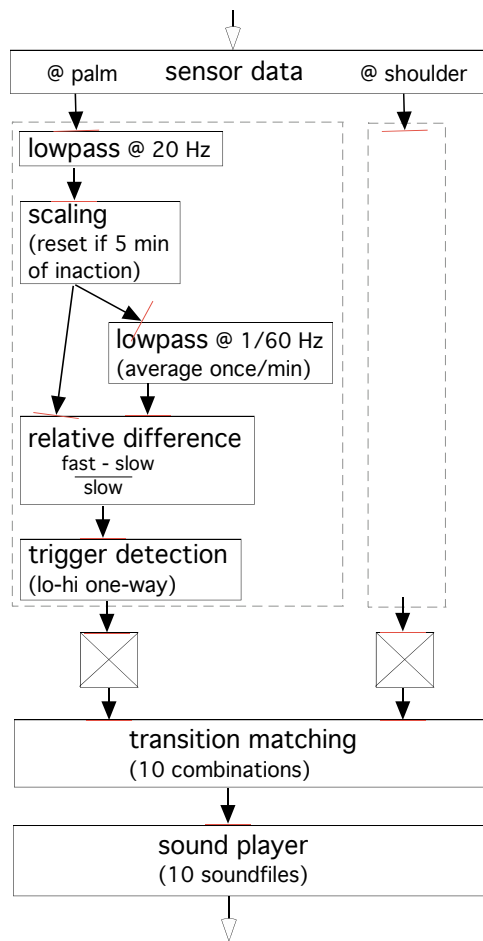 @ palm sensor data @ shoulder
lowpass @ 20 Hz
scaling
(reset if 5 min
of inaction)
lowpass @ 1/60 Hz
(average once/min)
relative difference
fast - slow
slow
trigger detection
(lo-hi one-way)
transition matching
(10 combinations)
sound player
(10 soundfiles)